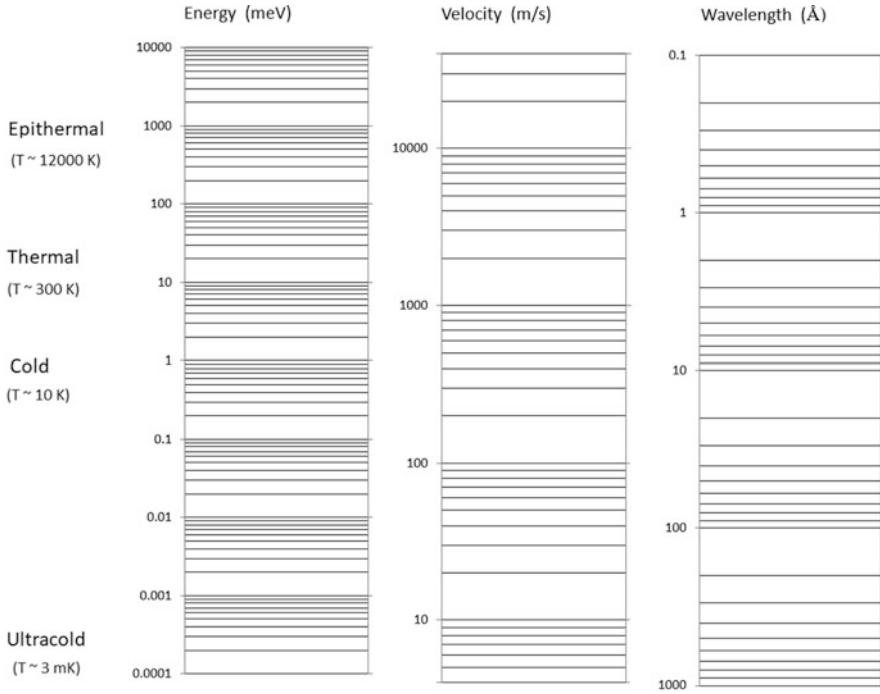 Energy (meV)
Velocity (m/s)
Wavelength (Å)
Epithermal
(T ~ 12000 K)
Thermal
(T ~ 300 K)
Cold
(T ~ 10 K)
Ultracold
(T ~ 3 mK)
10000
1000
100
10
1
0.1
0.01
0.001
0.0001
10000
1000
100
10
0.1
1
10
100
1000